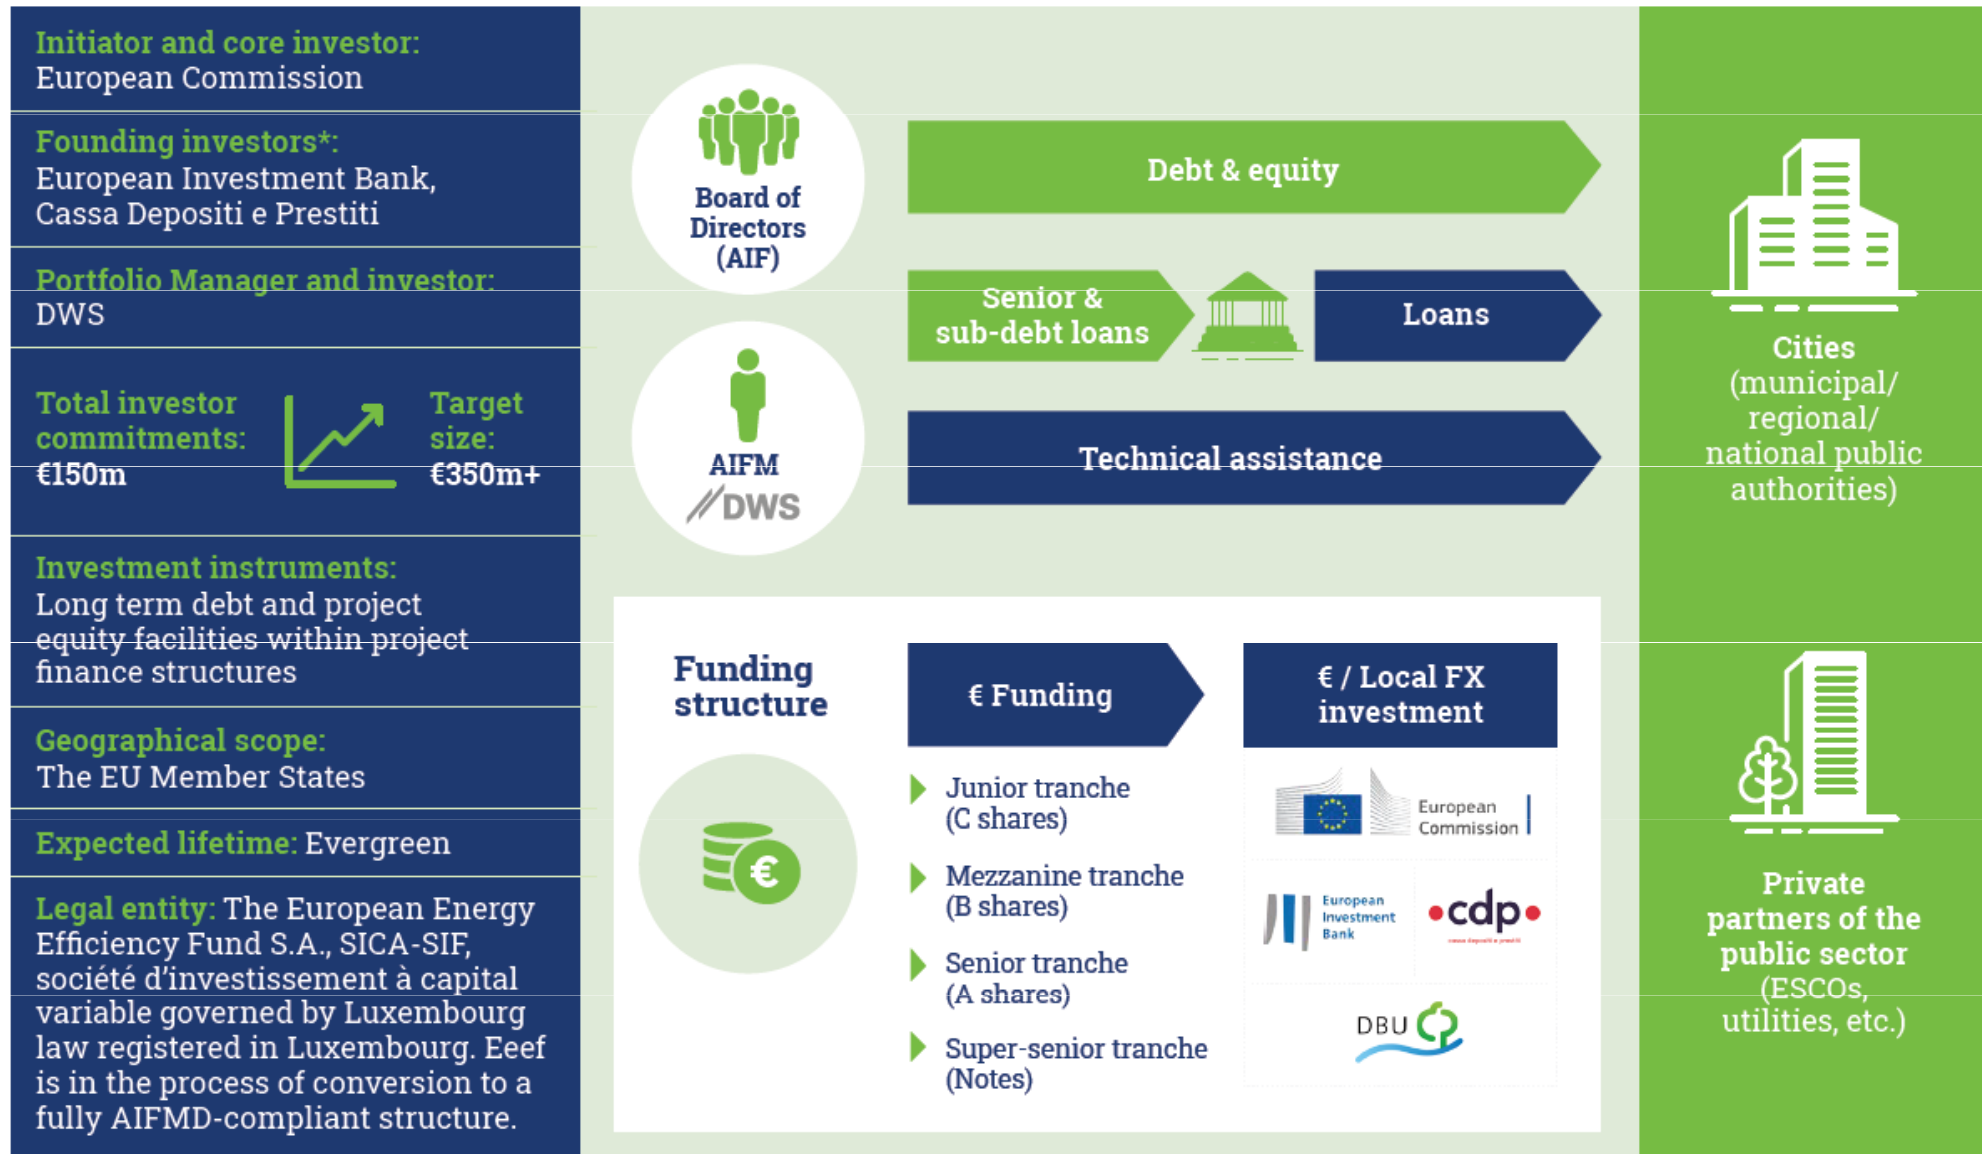 Initiator and core investor:
European Commission
Founding investors*:
European Investment Bank,
Cassa Depositi e Prestiti
Portfolio Manager and investor:
DWS
Total investor
commitments:
€150m
Target
size:
€350m+
Investment instruments:
Long term debt and project
equity facilities within project
finance structures
Geographical scope:
The EU Member States
Expected lifetime: Evergreen
Legal entity: The European Energy
Efficiency Fund S.A., SICA-SIF,
société d’investissement à capital
variable governed by Luxembourg
law registered in Luxembourg. Eeef
is in the process of conversion to a
fully AIFMD-compliant structure.
Board of
Directors
(AIF)
AIFM
DWS
Debt & equity
Senior &
sub-debt loans
Loans
Technical assistance
Funding
structure
€
€ Funding
Junior tranche
(C shares)
Mezzanine tranche
(B shares)
Senior tranche
(A shares)
Super-senior tranche
(Notes)
€ / Local FX
investment
European
Commission
European
Investment
Bank
cdp
cassa depositi e prestiti
DBU
Cities
(municipal/
regional/
national public
authorities)
Private
partners of the
public sector
(ESCOs,
utilities, etc.)